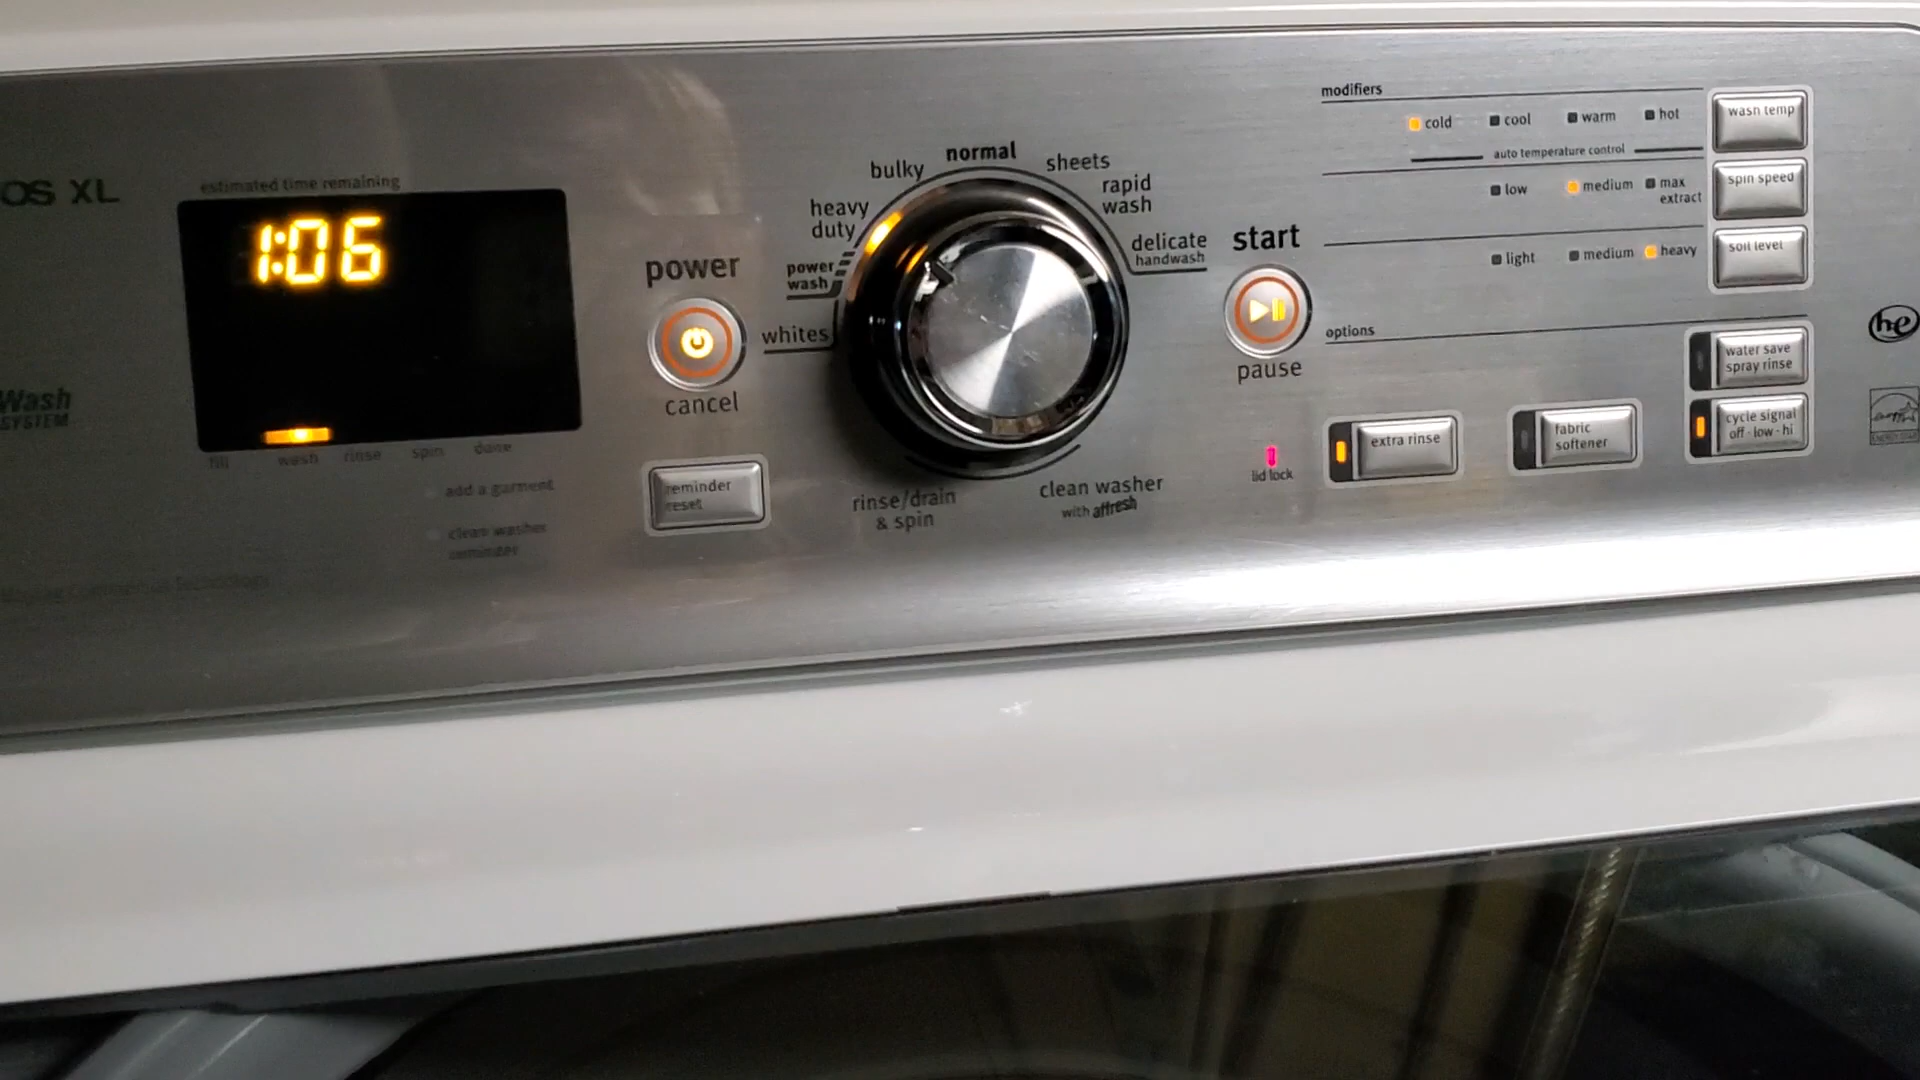 OS XL
estimated time remaining
1:06
Wash
SYSTEM
fill wash rinse spin done
add a garment
clean washer
reminder
power
cancel
reminder
reset
normal
bulky
sheets
heavy
duty
rapid
wash
power
wash
delicate
handwash
whites
rinse/drain
& spin
clean washer
with affresh
start
pause
lid lock
modifiers
cold cool warm hot
wash temp
auto temperature control
low medium max
extract
spin speed
light medium heavy
soil level
options
water save
spray rinse
extra rinse
fabric
softener
cycle signal
off - low - hi
he
ENERGY STAR